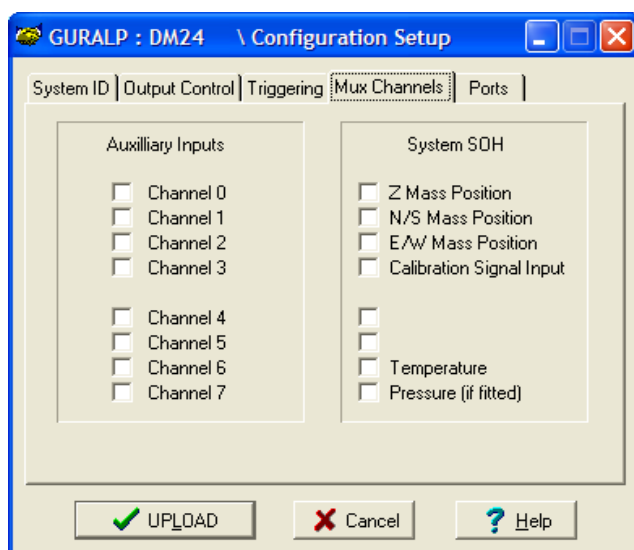 GURALP : DM24 \ Configuration Setup
System ID Output Control Triggering Mux Channels Ports
Auxilliary Inputs
Channel 0
Channel 1
Channel 2
Channel 3
Channel 4
Channel 5
Channel 6
Channel 7
System SOH
Z Mass Position
N/S Mass Position
E/W Mass Position
Calibration Signal Input
Temperature
Pressure (if fitted)
UPLOAD Cancel Help